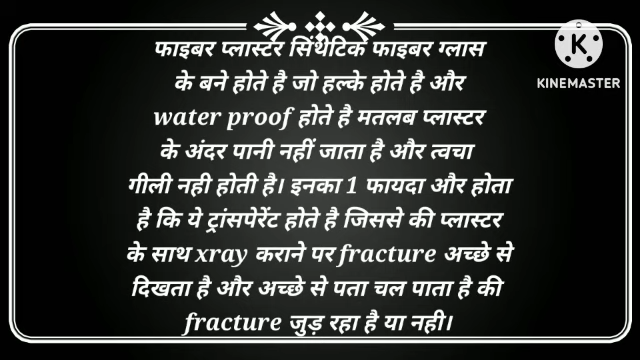 फाइबर प्लास्टर सिंथैटिक फाइबर ग्लास
के बने होते है जो हल्के होते है और
water proof होते है मतलब प्लास्टर
के अंदर पानी नहीं जाता है और त्वचा
गीली नही होती है। इनका 1 फायदा और होता
है कि ये ट्रांसपेरेंट होते है जिससे की प्लास्टर
के साथ xray कराने पर fracture अच्छे से
दिखता है और अच्छे से पता चल पाता है की
fracture जुड़ रहा है या नही।
K
KINEMASTER